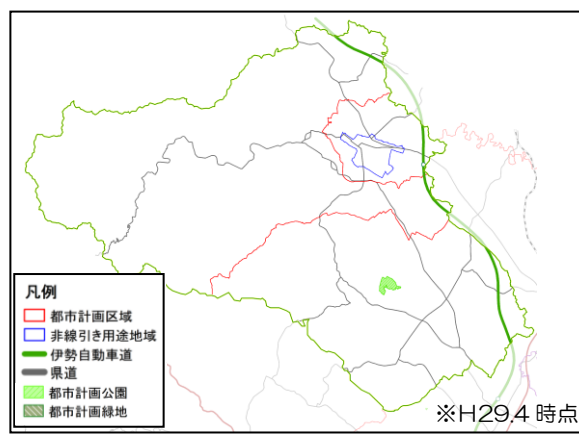 凡例
都市計画区域
非線引き用途地域
伊勢自動車道
県道
都市計画公園
都市計画緑地
※H29.4 時点